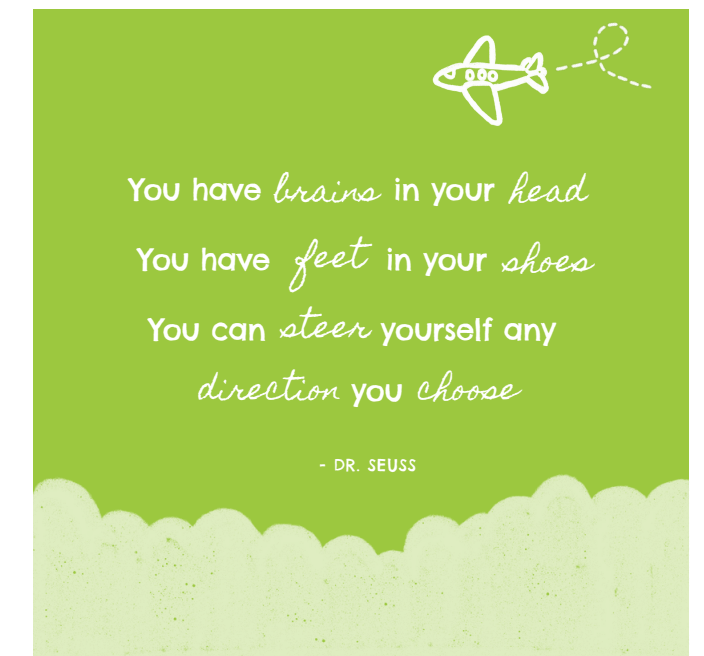 You have brains in your head
You have feet in your shoes
You can steer yourself any
direction you choose
- DR. SEUSS